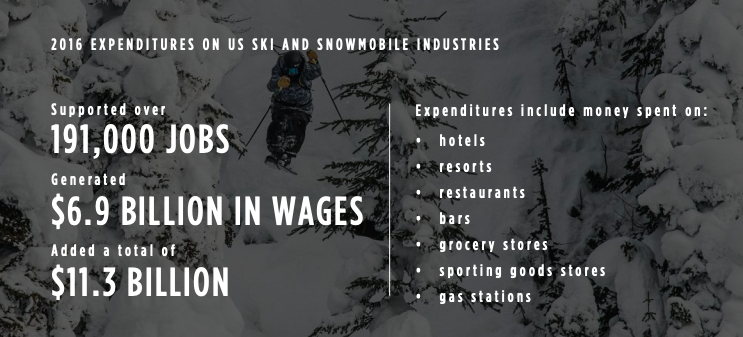 2016 EXPENDITURES ON US SKI AND SNOWMOBILE INDUSTRIES
Supported over
191,000 JOBS
Generated
$6.9 BILLION IN WAGES
Added a total of
$11.3 BILLION
Expenditures include money spent on:
• hotels
• resorts
• restaurants
• bars
• grocery stores
• sporting goods stores
• gas stations